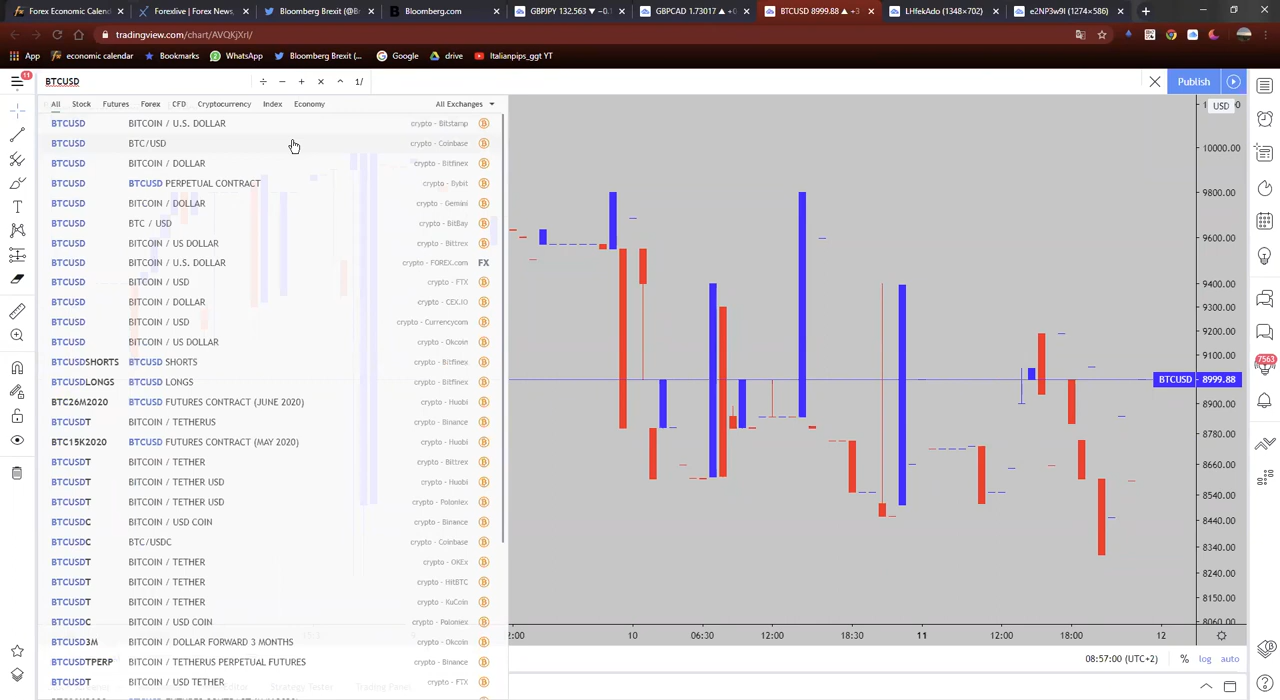 Forex Economic Calend
Forexlive | Forex News,
Bloomberg Brexit (@Br
Bloomberg.com
GBPJPY 132.563 ▼ −0.1
GBPCAD 1.73017 ▲ +0
BTCUSD 8999.88 ▲ +3
LHfekAdo (1348×702)
e2NP3w9I (1274×586)
tradingview.com/chart/AVQKjXrI/
App
economic calendar
Bookmarks
WhatsApp
Bloomberg Brexit (...
Google
drive
Italianpips_ggt YT
11
BTCUSD
÷ − + × ^ 1/
Publish
All Stock Futures Forex CFD Cryptocurrency Index Economy All Exchanges
USD
BTCUSD BITCOIN / U.S. DOLLAR crypto - Bitstamp
BTCUSD BTC/USD crypto - Coinbase
BTCUSD BITCOIN / DOLLAR crypto - Bitfinex
BTCUSD BTCUSD PERPETUAL CONTRACT crypto - Bybit
BTCUSD BITCOIN / DOLLAR crypto - Gemini
BTCUSD BTC / USD crypto - BitBay
BTCUSD BITCOIN / US DOLLAR crypto - Bittrex
BTCUSD BITCOIN / U.S. DOLLAR crypto - FOREX.com FX
BTCUSD BITCOIN / USD crypto - FTX
BTCUSD BITCOIN / DOLLAR crypto - CEX.IO
BTCUSD BITCOIN / USD crypto - Currencycom
BTCUSD BITCOIN / US DOLLAR crypto - Okcoin
BTCUSDSHORTS BTCUSD SHORTS crypto - Bitfinex
BTCUSDLONGS BTCUSD LONGS crypto - Bitfinex
BTC26M2020 BTCUSD FUTURES CONTRACT (JUNE 2020) crypto - Huobi
BTCUSDT BITCOIN / TETHERUS crypto - Binance
BTC15K2020 BTCUSD FUTURES CONTRACT (MAY 2020) crypto - Huobi
BTCUSDT BITCOIN / TETHER crypto - Bittrex
BTCUSDT BITCOIN / TETHER USD crypto - Huobi
BTCUSDT BITCOIN / TETHER USD crypto - Poloniex
BTCUSDC BITCOIN / USD COIN crypto - Binance
BTCUSDC BTC/USDC crypto - Coinbase
BTCUSDT BITCOIN / TETHER crypto - OKEx
BTCUSDT BITCOIN / TETHER crypto - HitBTC
BTCUSDT BITCOIN / TETHER crypto - KuCoin
BTCUSDC BITCOIN / USD COIN crypto - Poloniex
BTCUSD3M BITCOIN / DOLLAR FORWARD 3 MONTHS crypto - Okcoin
BTCUSDTPERP BITCOIN / TETHERUS PERPETUAL FUTURES crypto - Binance
BTCUSDT BITCOIN / USD TETHER crypto - FTX
10000.00
9800.00
9600.00
9400.00
9300.00
9200.00
9100.00
BTCUSD 8999.88
8900.00
8780.00
8660.00
8540.00
8440.00
8340.00
8240.00
8150.00
8060.00
7563
2:00 10 06:30 12:00 18:30 11 12:00 18:00 12
08:57:00 (UTC+2) % log auto
Strategy Tester
Trading Panel